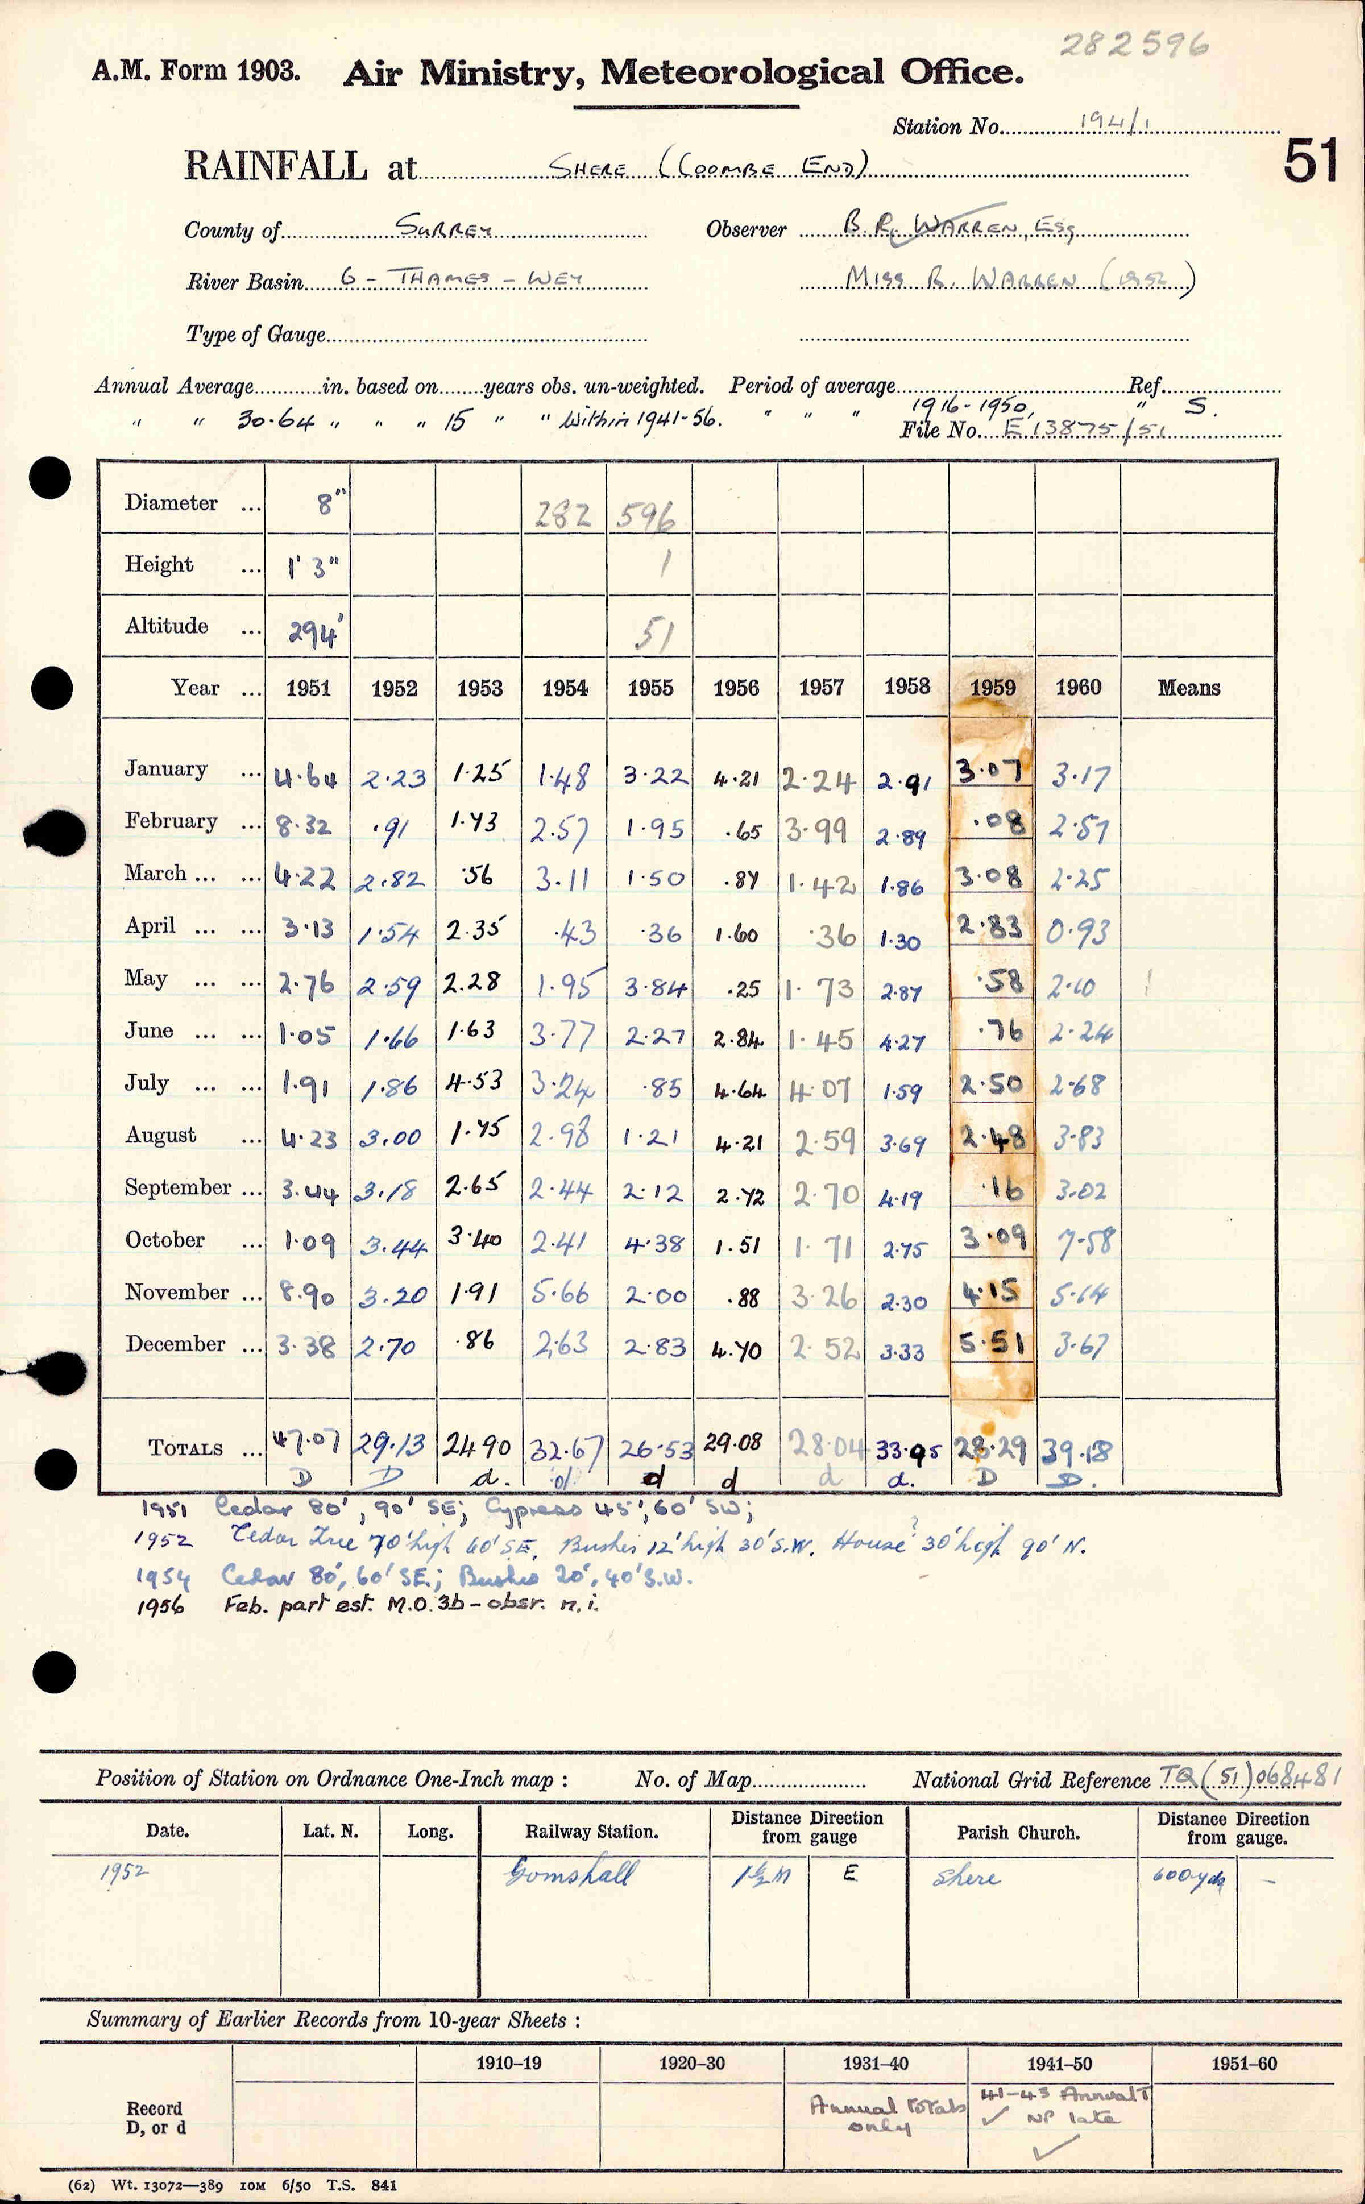 282596
A.M. Form 1903. Air Ministry, Meteorological Office.
Station No. 194/1
51
RAINFALL at SHERE (COOMBE END)
County of SURREY Observer B. R. WARREN, ESQ
River Basin 6 - THAMES - WEY MISS R. WARREN (1952)
Type of Gauge
Annual Average in. based on years obs. un-weighted. Period of average Ref.
" " 30.64 " " " 15 " " Within 1941-56. " " " 1916-1950. " S.
File No. E 13875/51
Diameter ... 8" 282 596
Height ... 1' 3" 1
Altitude ... 294' 51
Year ... 1951 1952 1953 1954 1955 1956 1957 1958 1959 1960 Means
January ... 4.64 2.23 1.25 1.48 3.22 4.21 2.24 2.91 3.07 3.17
February ... 8.32 .91 1.73 2.57 1.95 .65 3.99 2.89 .08 2.57
March ... ... 4.22 2.82 .56 3.11 1.50 .87 1.42 1.86 3.08 2.25
April ... ... 3.13 1.54 2.35 .43 .36 1.60 .36 1.30 2.83 0.93
May ... ... 2.76 2.59 2.28 1.95 3.84 .25 1.73 2.87 .58 2.10
June ... ... 1.05 1.66 1.63 3.77 2.27 2.84 1.45 4.27 .76 2.24
July ... ... 1.91 1.86 4.53 3.24 .85 4.64 4.07 1.59 2.50 2.68
August ... 4.23 3.00 1.75 2.98 1.21 4.21 2.59 3.69 2.48 3.83
September ... 3.44 3.18 2.65 2.44 2.12 2.72 2.70 4.19 .16 3.02
October ... 1.09 3.44 3.40 2.41 4.38 1.51 1.71 2.75 3.09 7.58
November ... 8.90 3.20 1.91 5.66 2.00 .88 3.26 2.30 4.15 5.14
December ... 3.38 2.70 .86 2.63 2.83 4.70 2.52 3.33 5.51 3.67
TOTALS ... 47.07 29.13 24.90 32.67 26.53 29.08 28.04 33.95 28.29 39.18
D D d. d d d d d. D D.
1951 Cedar 80', 90' SE; Cypress 45', 60' SW;
1952 Cedar Tree 70' high 60' S.E. Bushes 12' high 30' S.W. House? 30' high 90' N.
1954 Cedar 80', 60' SE.; Bushes 20', 40' S.W.
1956 Feb. part est. M.O.3b - obsr. n.i.
Position of Station on Ordnance One-Inch map : No. of Map National Grid Reference TQ (51) 068481
Date. Lat. N. Long. Railway Station. Distance from gauge Direction Parish Church. Distance from gauge. Direction
1952 Gomshall 1½ M E Shere 600 yds -
Summary of Earlier Records from 10-year Sheets :
1910–19 1920–30 1931–40 1941–50 1951–60
Record D, or d Annual totals only 41-45 Annual T ✓ NP late ✓
(62) Wt. 13072—389 10M 6/50 T.S. 841